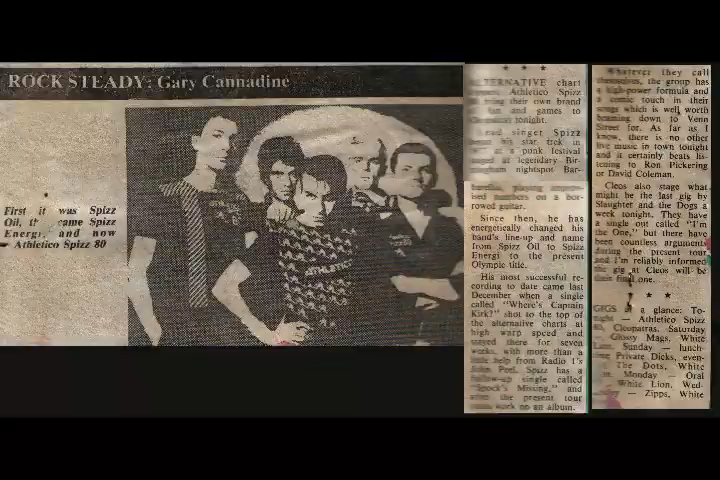 ROCK STEADY: Gary Cannadine
First it was Spizz
Oil, came Spizz
Energi, and now
— Athletico Spizz 80
ATHLETICO
* * *
chart
Athletico Spizz
their own brand
fun and games to
tonight.
singer Spizz
his star trek in
at a punk festival
at legendary Bir-
nightspot Bar-
barellas, playing improv-
ised numbers on a bor-
rowed guitar.
Since then, he has
energetically changed his
band's line-up and name
from Spizz Oil to Spizz
Energi to the present
Olympic title.
His most successful re-
cording to date came last
December when a single
called "Where's Captain
Kirk?" shot to the top of
the alternative charts at
high warp speed and
stayed there for seven
weeks, with more than a
little help from Radio 1's
John Peel. Spizz has a
follow-up single called
"Spock's Missing," and
after the present tour
work on an album.
Whatever they call
themselves, the group has
a high-power formula and
a comic touch in their
songs which is well worth
beaming down to Venn
Street for. As far as I
know, there is no other
live music in town tonight
and it certainly beats lis-
tening to Ron Pickering
or David Coleman.
Cleos also stage what
might be the last gig by
Slaughter and the Dogs a
week tonight. They have
a single out called "I'm
the One," but there have
been countless arguments
during the present tour
and I'm reliably informed
the gig at Cleos will be
their final one.
* *
GIGS at a glance: To-
night — Athletico Spizz
80, Cleopatras. Saturday
— Glossy Mags, White
Lion. Sunday — lunch-
time Private Dicks, even-
The Dots, White
Monday — Oral
White Lion. Wed-
— Zipps, White